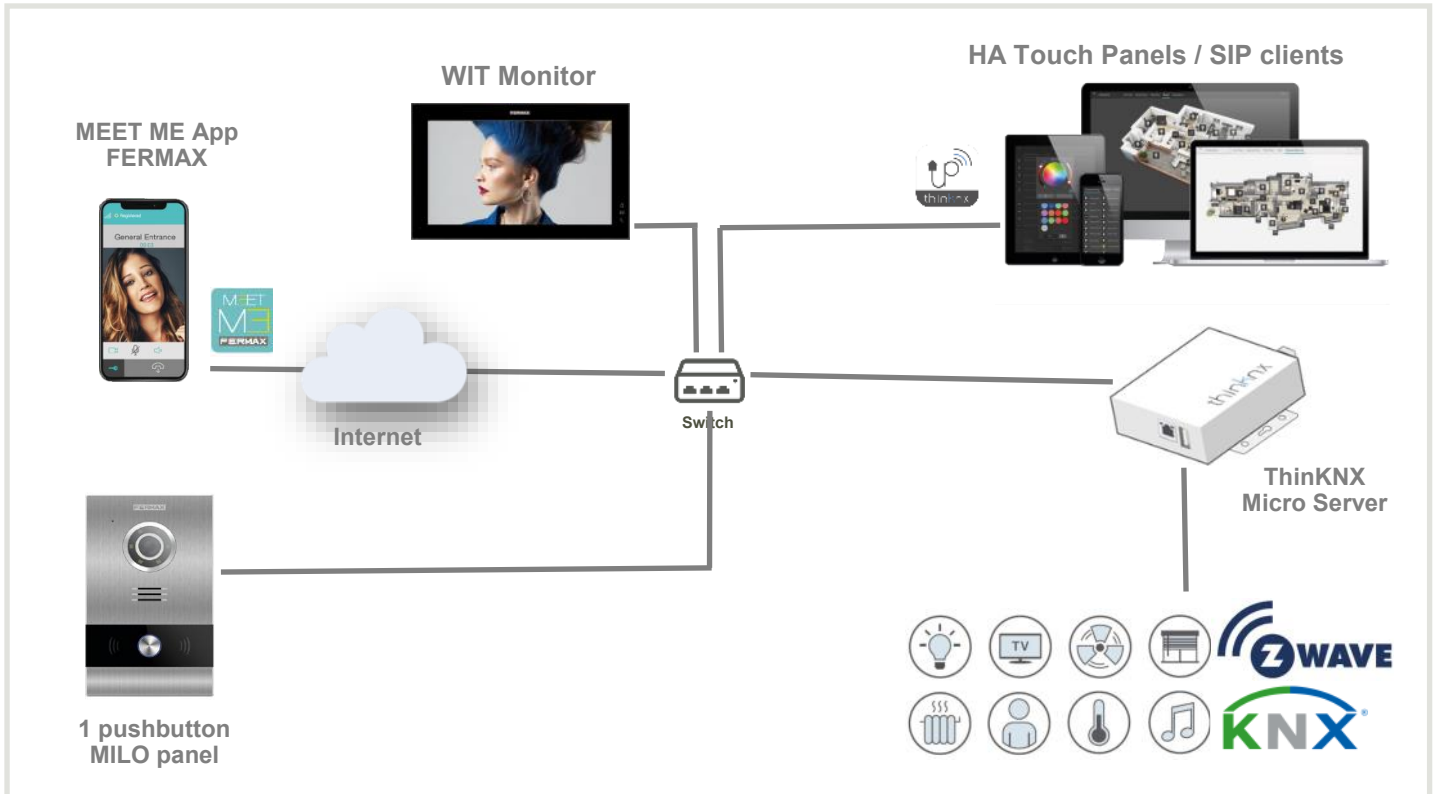 HA Touch Panels / SIP clients
WIT Monitor
FERMAX
MEET ME App
FERMAX
General Entrance
thinknx
MEET
ME
FERMAX
Internet
Switch
thinknx
ThinKNX
Micro Server
FERMAX
1 pushbutton
MILO panel
TV
Z WAVE
KNX®